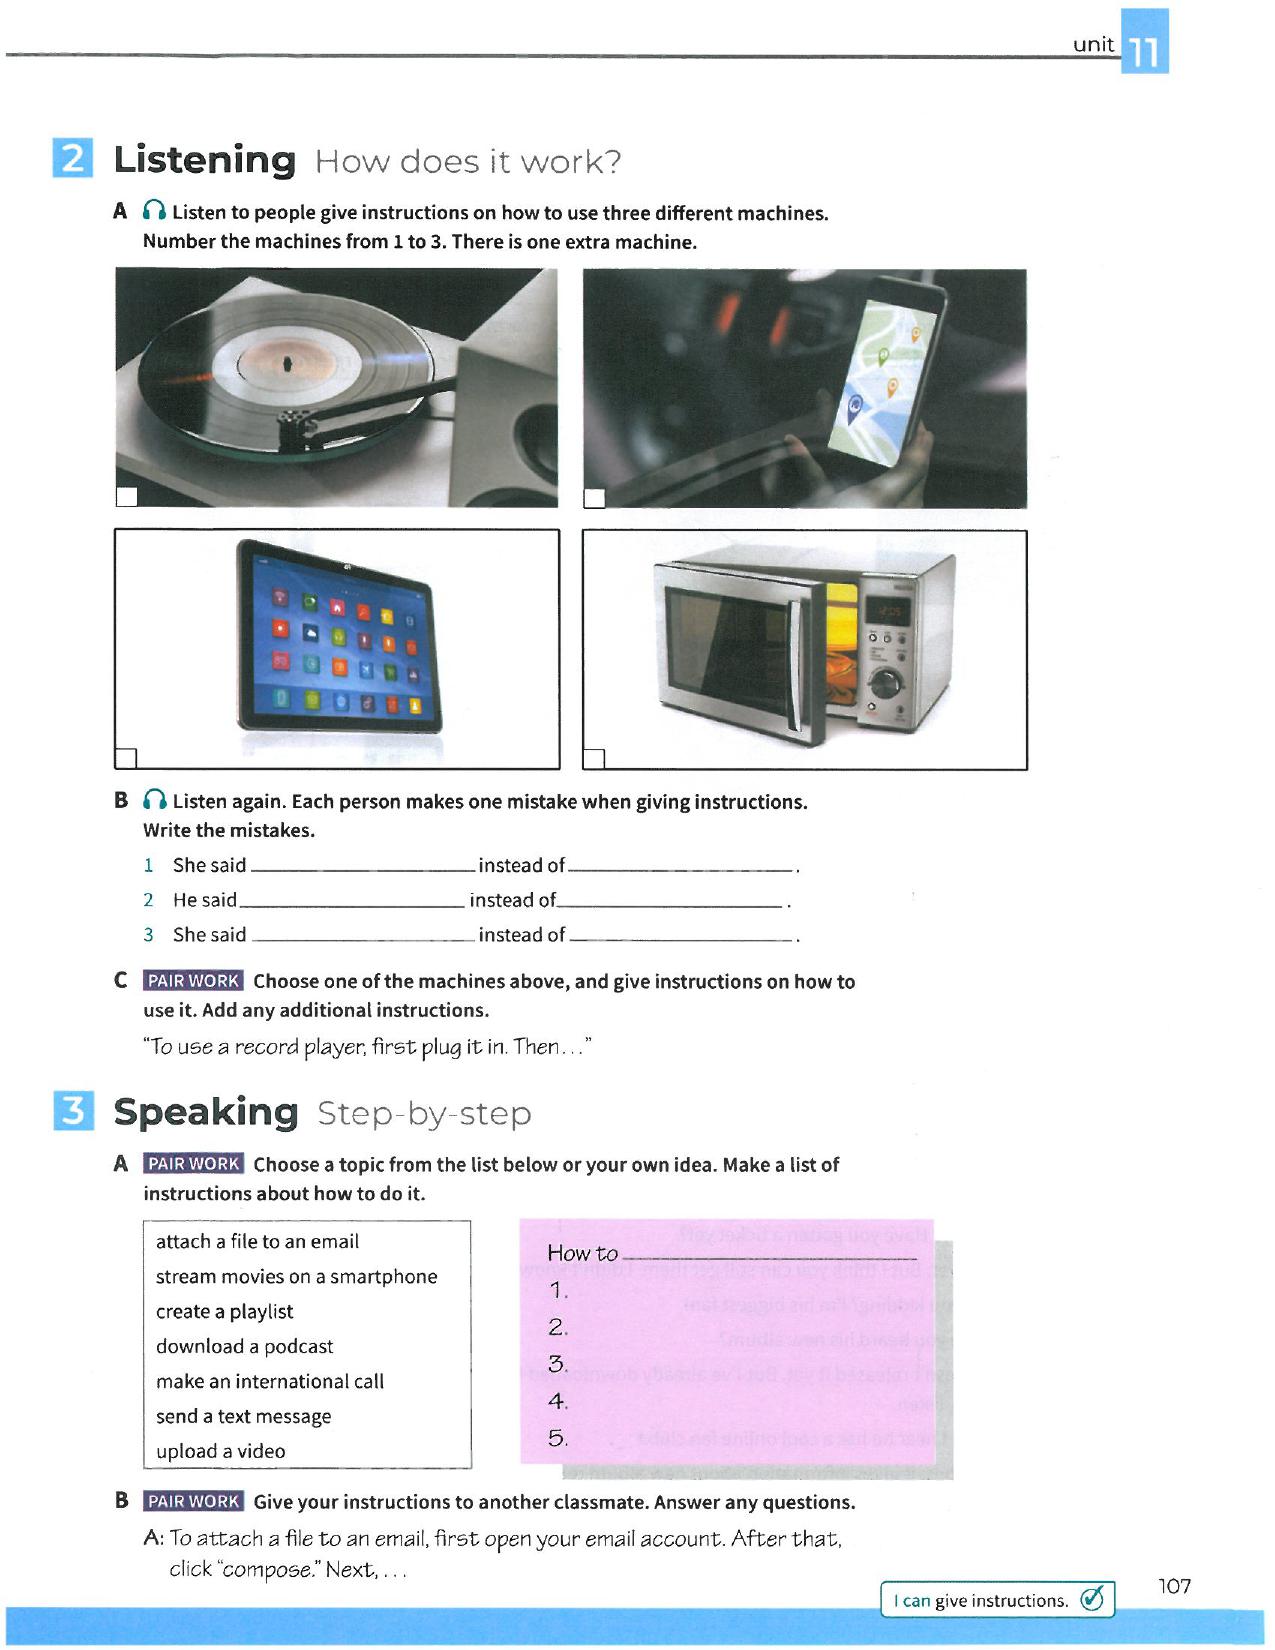 unit 11
2 Listening How does it work?
A Listen to people give instructions on how to use three different machines.
Number the machines from 1 to 3. There is one extra machine.
12:05
B Listen again. Each person makes one mistake when giving instructions.
Write the mistakes.
1 She said instead of .
2 He said instead of .
3 She said instead of .
C PAIR WORK Choose one of the machines above, and give instructions on how to
use it. Add any additional instructions.
"To use a record player, first plug it in. Then. . ."
3 Speaking Step-by-step
A PAIR WORK Choose a topic from the list below or your own idea. Make a list of
instructions about how to do it.
attach a file to an email
stream movies on a smartphone
create a playlist
download a podcast
make an international call
send a text message
upload a video
How to
1.
2.
3.
4.
5.
B PAIR WORK Give your instructions to another classmate. Answer any questions.
A: To attach a file to an email, first open your email account. After that,
click "compose." Next, . . .
I can give instructions.
107